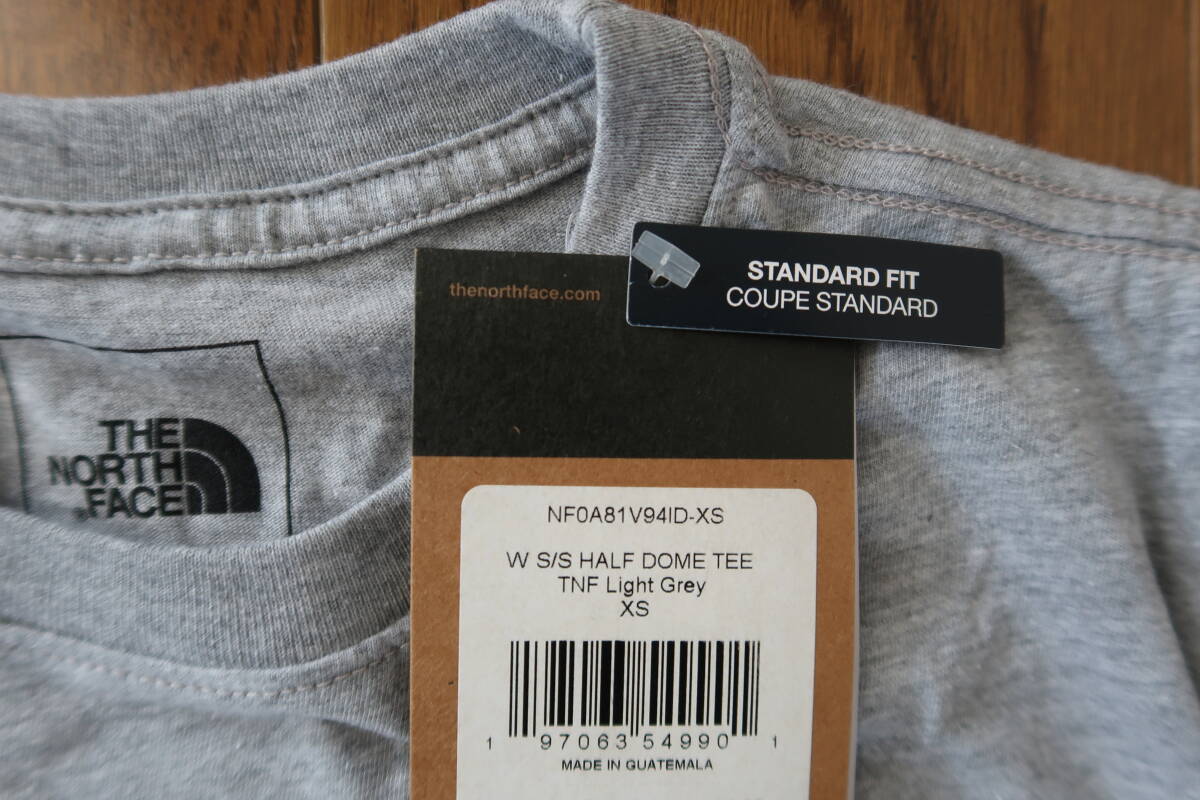 thenorthface.com
STANDARD FIT
COUPE STANDARD
THE
NORTH
FACE®
NF0A81V94ID-XS
W S/S HALF DOME TEE
TNF Light Grey
XS
1 97063 54990 1
MADE IN GUATEMALA